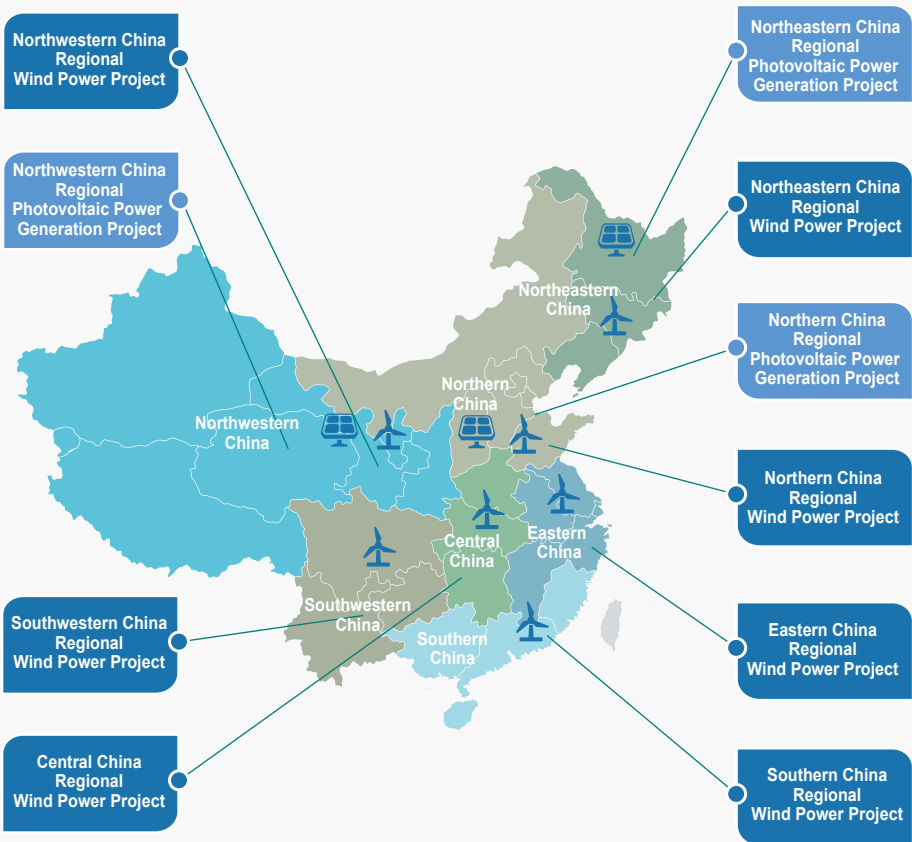 Northwestern China
Regional
Wind Power Project
Northwestern China
Regional
Photovoltaic Power
Generation Project
Northeastern China
Regional
Photovoltaic Power
Generation Project
Northeastern China
Regional
Wind Power Project
Northern China
Regional
Photovoltaic Power
Generation Project
Northern China
Regional
Wind Power Project
Northeastern
China
Northern
China
Northwestern
China
Central
China
Eastern
China
Southwestern
China
Southern
China
Southwestern China
Regional
Wind Power Project
Central China
Regional
Wind Power Project
Eastern China
Regional
Wind Power Project
Southern China
Regional
Wind Power Project